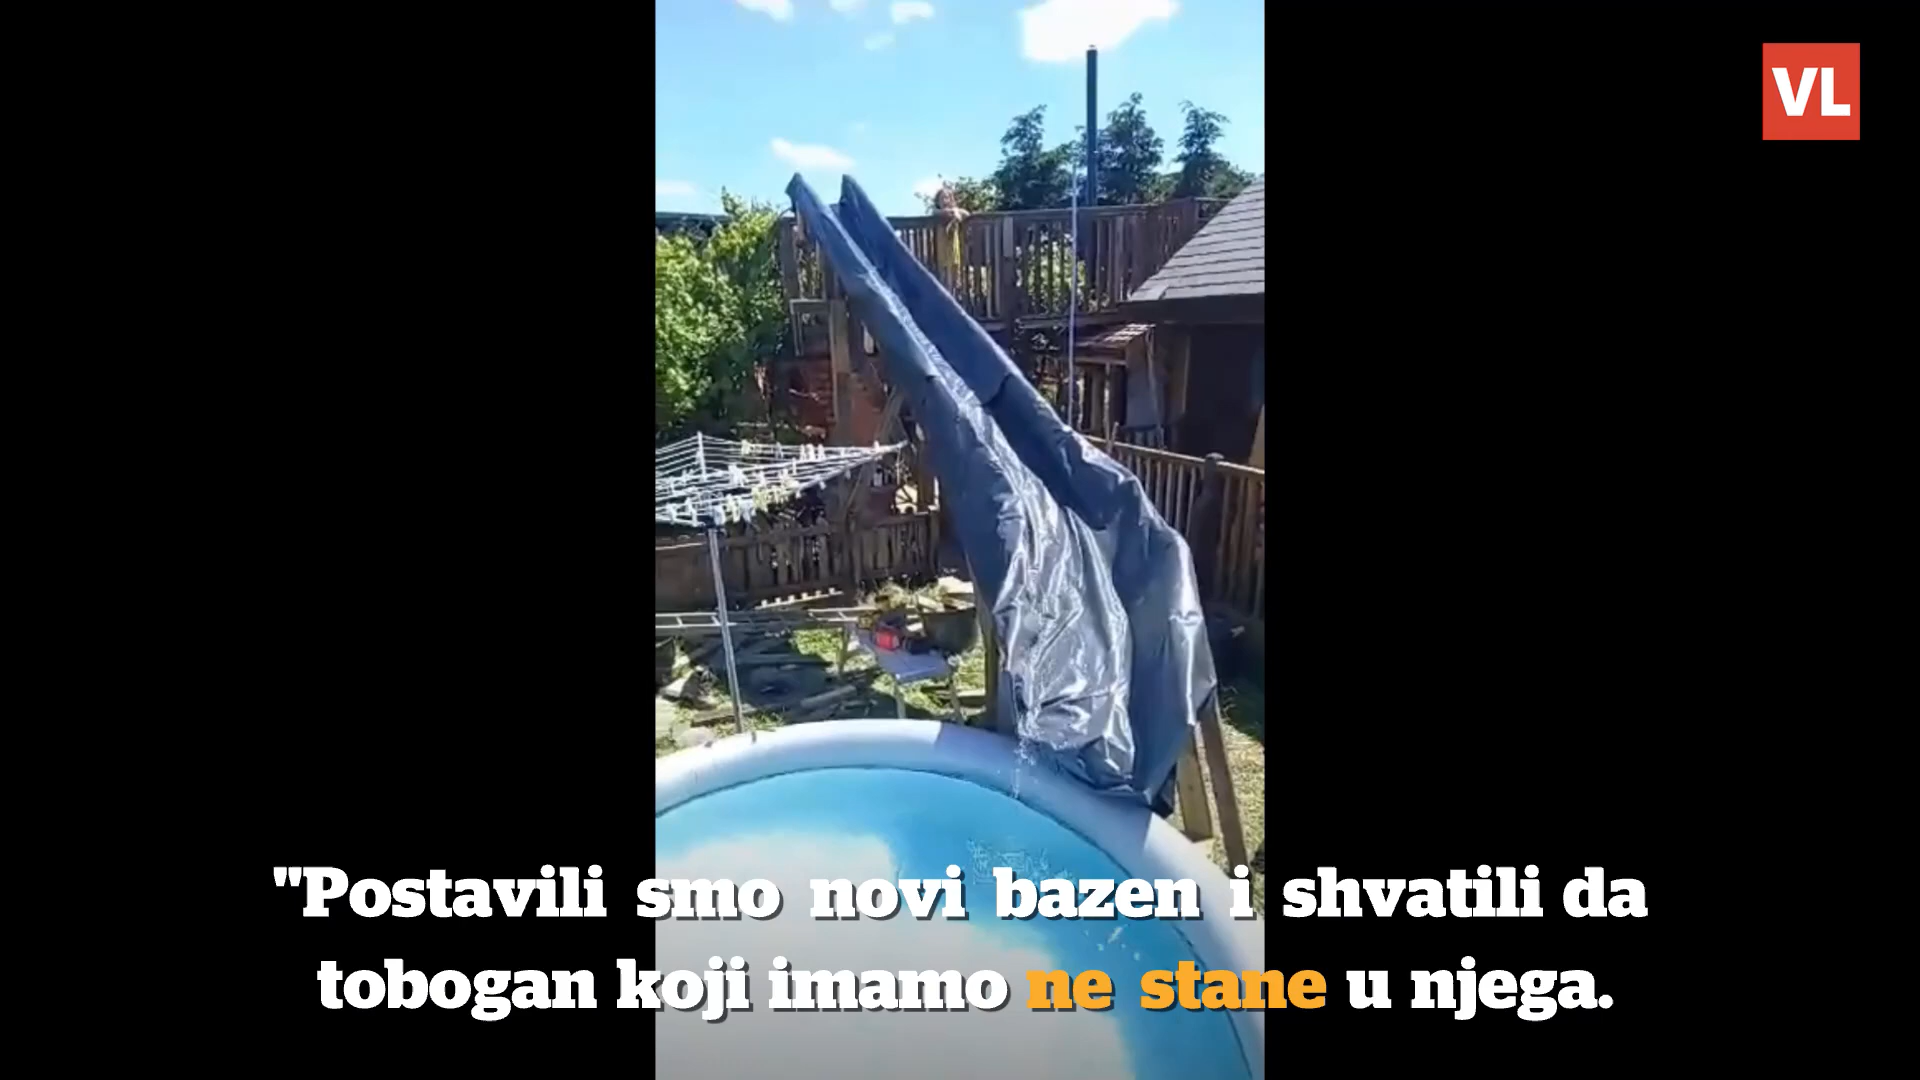 VL
"Postavili smo novi bazen i shvatili da
tobogan koji imamo ne stane u njega.